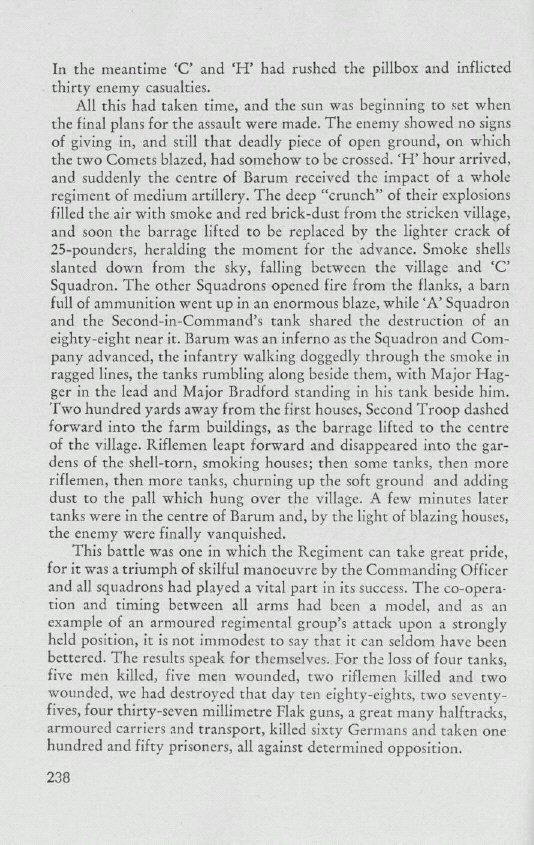 In the meantime ‘C’ and ‘H’ had rushed the pillbox and inflicted
thirty enemy casualties.
All this had taken time, and the sun was beginning to set when
the final plans for the assault were made. The enemy showed no signs
of giving in, and still that deadly piece of open ground, on which
the two Comets blazed, had somehow to be crossed. ‘H’ hour arrived,
and suddenly the centre of Barum received the impact of a whole
regiment of medium artillery. The deep “crunch” of their explosions
filled the air with smoke and red brick-dust from the stricken village,
and soon the barrage lifted to be replaced by the lighter crack of
25-pounders, heralding the moment for the advance. Smoke shells
slanted down from the sky, falling between the village and ‘C’
Squadron. The other Squadrons opened fire from the flanks, a barn
full of ammunition went up in an enormous blaze, while ‘A’ Squadron
and the Second-in-Command’s tank shared the destruction of an
eighty-eight near it. Barum was an inferno as the Squadron and Com-
pany advanced, the infantry walking doggedly through the smoke in
ragged lines, the tanks rumbling along beside them, with Major Hag-
ger in the lead and Major Bradford standing in his tank beside him.
Two hundred yards away from the first houses, Second Troop dashed
forward into the farm buildings, as the barrage lifted to the centre
of the village. Riflemen leapt forward and disappeared into the gar-
dens of the shell-torn, smoking houses; then some tanks, then more
riflemen, then more tanks, churning up the soft ground and adding
dust to the pall which hung over the village. A few minutes later
tanks were in the centre of Barum and, by the light of blazing houses,
the enemy were finally vanquished.
This battle was one in which the Regiment can take great pride,
for it was a triumph of skilful manoeuvre by the Commanding Officer
and all squadrons had played a vital part in its success. The co-opera-
tion and timing between all arms had been a model, and as an
example of an armoured regimental group’s attack upon a strongly
held position, it is not immodest to say that it can seldom have been
bettered. The results speak for themselves. For the loss of four tanks,
five men killed, five men wounded, two riflemen killed and two
wounded, we had destroyed that day ten eighty-eights, two seventy-
fives, four thirty-seven millimetre Flak guns, a great many halftracks,
armoured carriers and transport, killed sixty Germans and taken one
hundred and fifty prisoners, all against determined opposition.
238